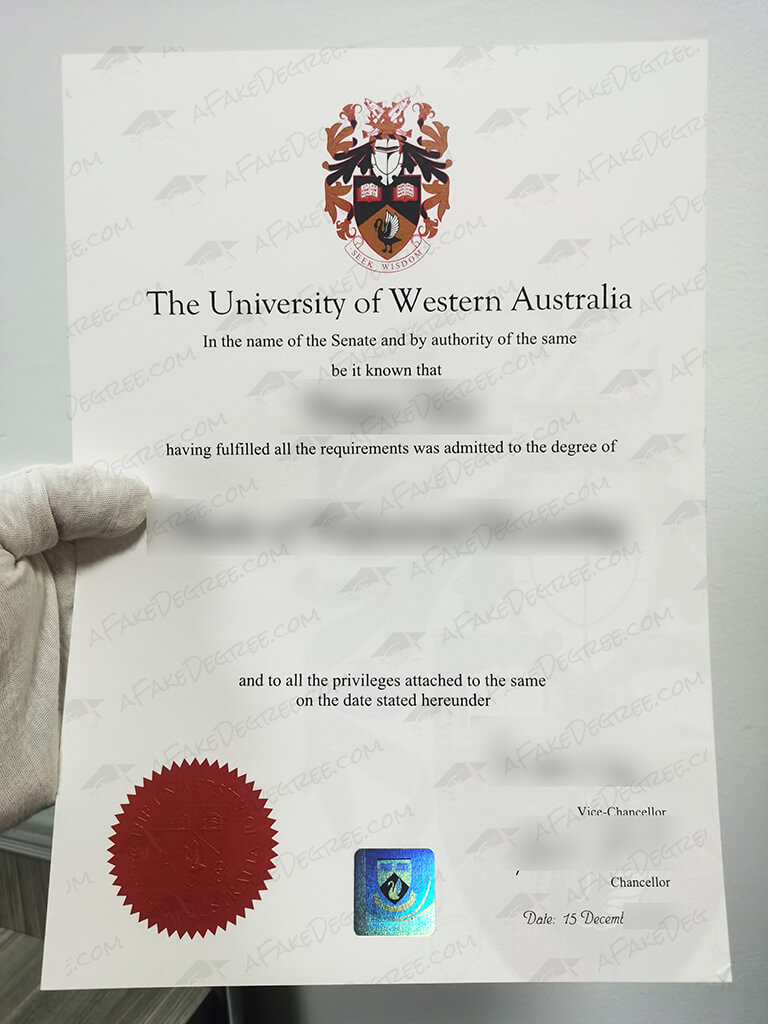 AFAKEDEGREE.COM
SEEK WISDOM
The University of Western Australia
In the name of the Senate and by authority of the same
be it known that
having fulfilled all the requirements was admitted to the degree of
and to all the privileges attached to the same
on the date stated hereunder
Vice-Chancellor
Chancellor
Date: 15 Decemb